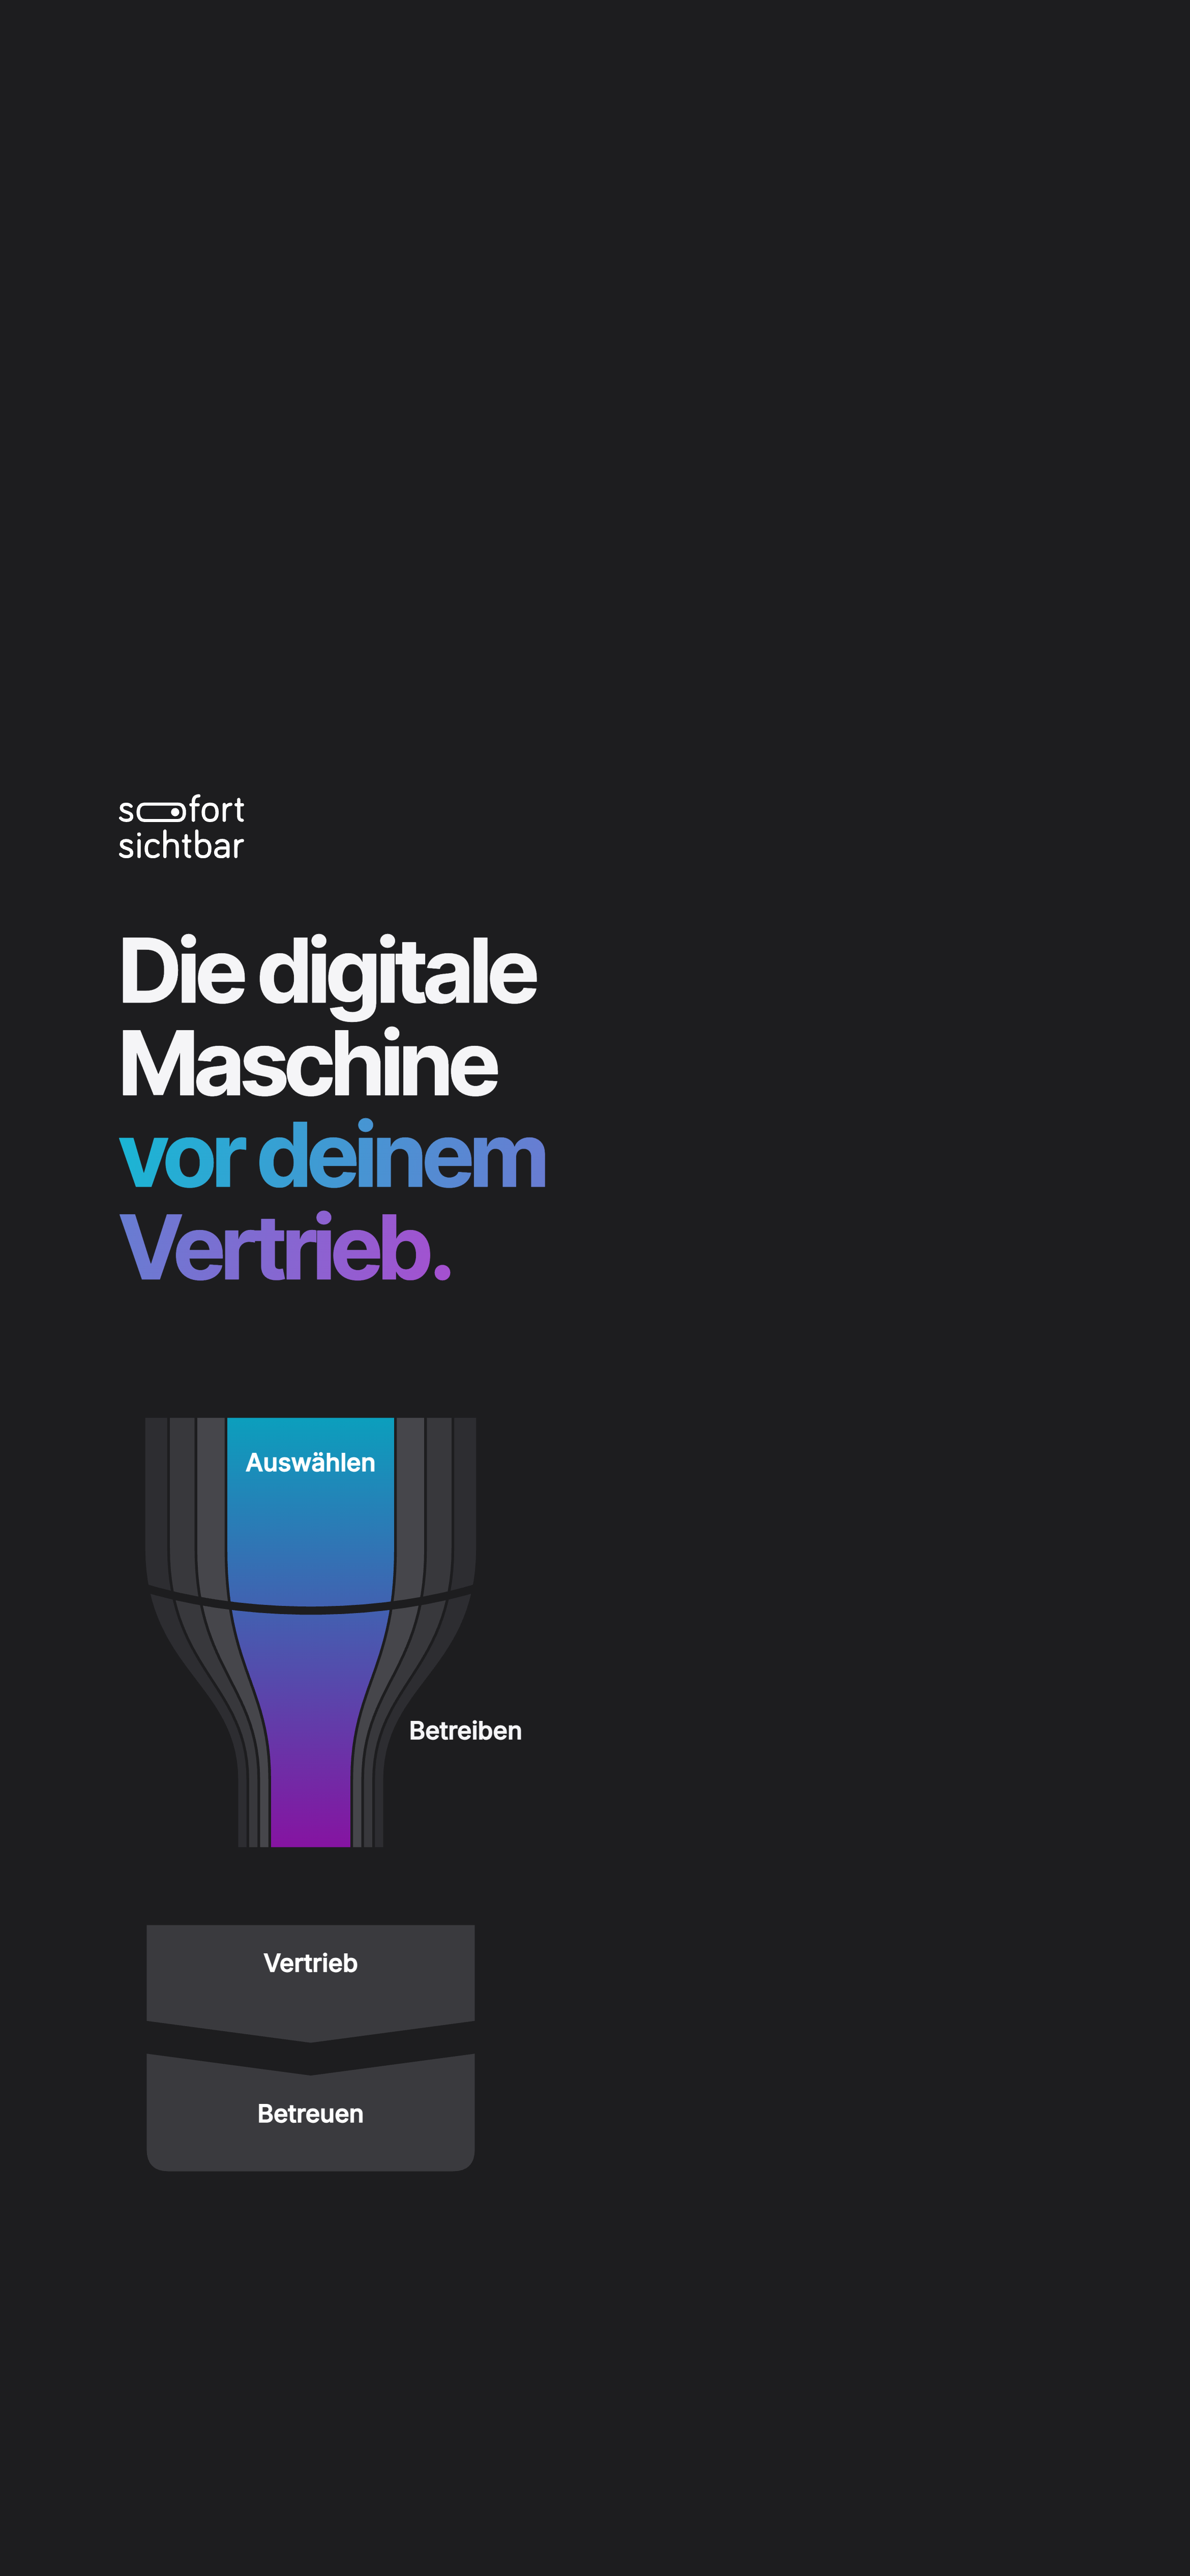 sofort
sichtbar
Die digitale
Maschine
vor deinem
Vertrieb.
Auswählen
Betreiben
Vertrieb
Betreuen